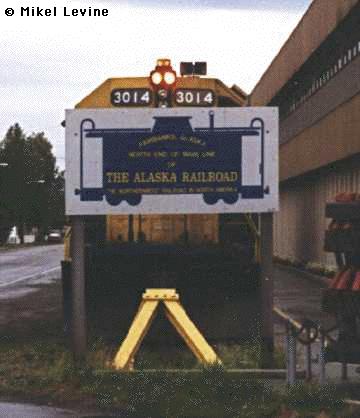 © Mikel Levine
3014 3014
FAIRBANKS, ALASKA
NORTH END OF MAIN LINE
OF
THE ALASKA RAILROAD
THE NORTHERNMOST RAILROAD IN NORTH AMERICA